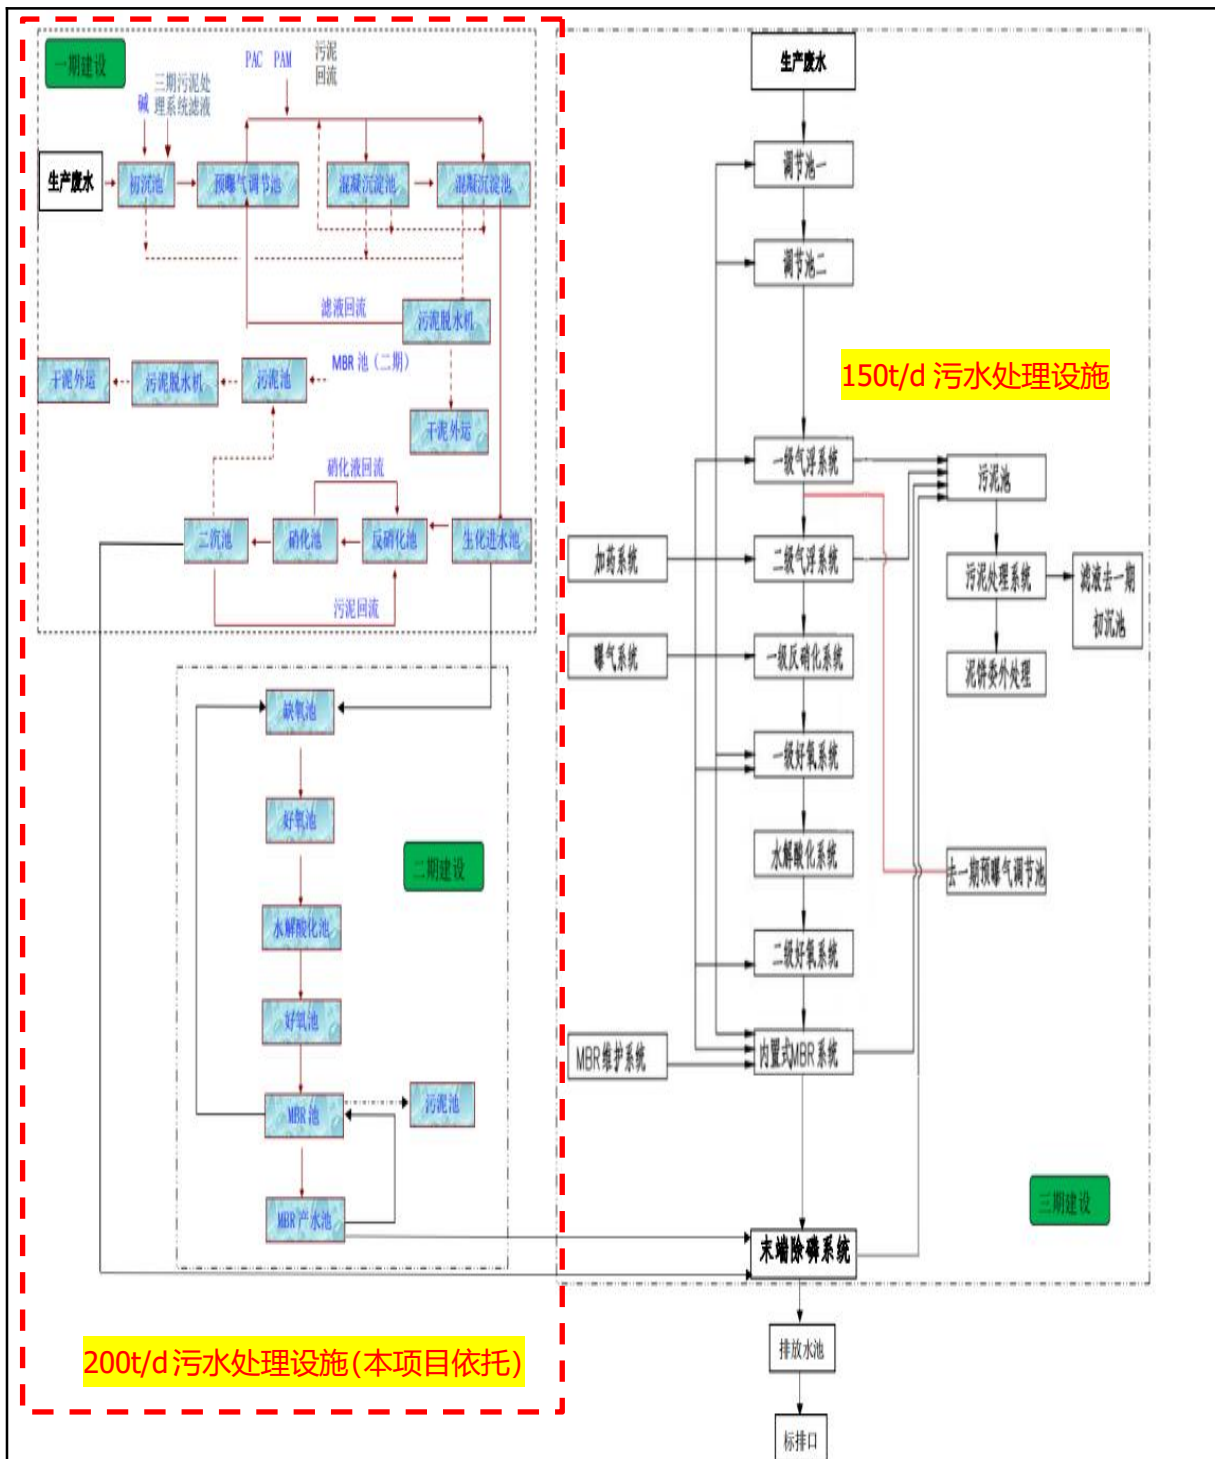 一期建设
PAC PAM
污泥
回流
三期污泥处
理系统滤液
碱
生产废水
初沉池
预曝气调节池
混凝沉淀池
混凝沉淀池
滤液回流
污泥脱水机
MBR 池（二期）
干泥外运
污泥脱水机
污泥池
干泥外运
硝化液回流
二沉池
硝化池
反硝化池
生化进水池
污泥回流
缺氧池
好氧池
二期建设
水解酸化池
好氧池
MBR 池
污泥池
MBR 产水池
200t/d 污水处理设施(本项目依托)
生产废水
调节池一
调节池二
150t/d 污水处理设施
一级气浮系统
污泥池
加药系统
二级气浮系统
污泥处理系统
滤液去一期
初沉池
曝气系统
一级反硝化系统
泥饼委外处理
一级好氧系统
水解酸化系统
去一期预曝气调节池
二级好氧系统
MBR维护系统
内置式MBR系统
三期建设
末端除磷系统
排放水池
标排口